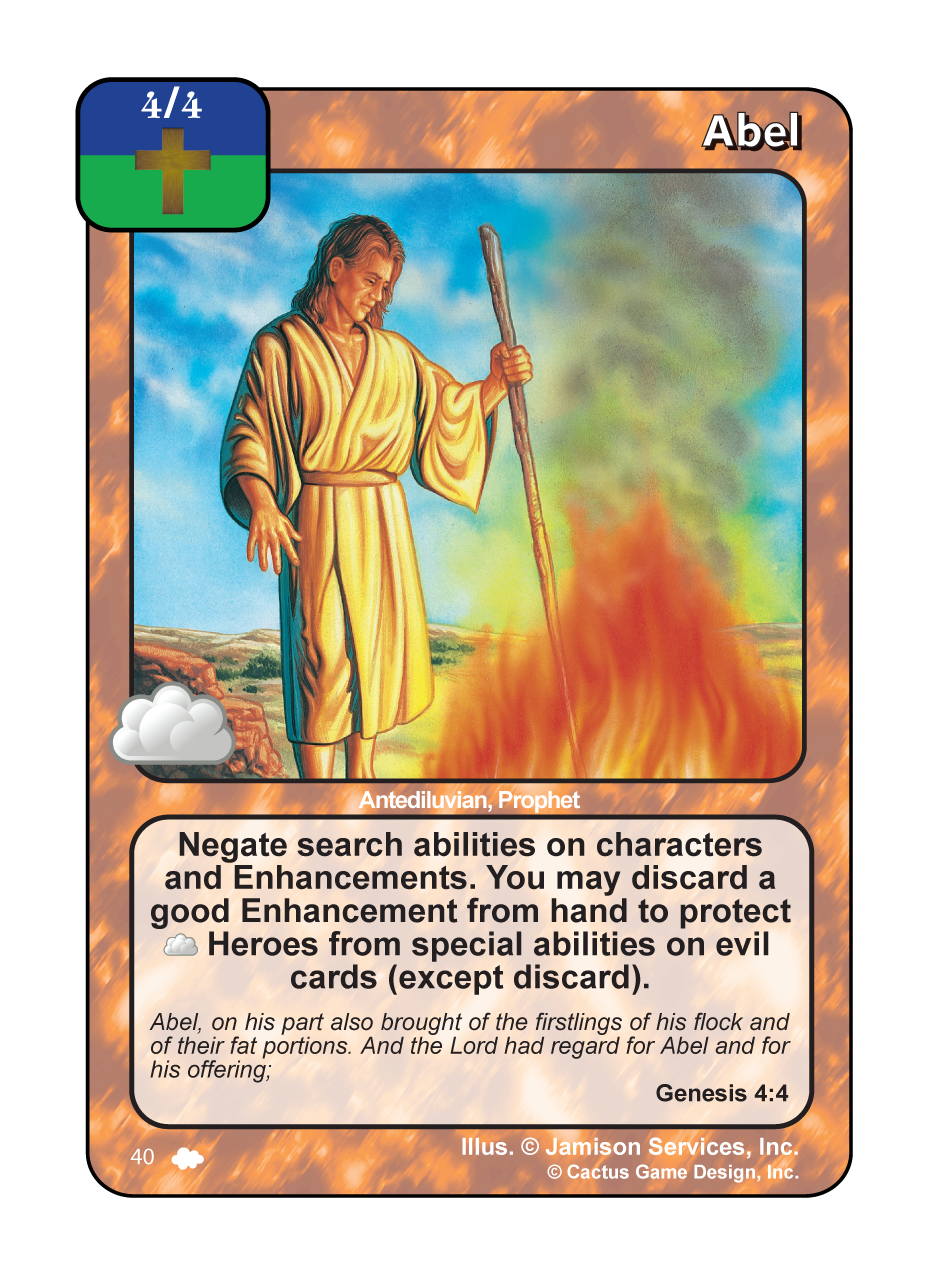 4/4
Abel
Antediluvian, Prophet
Negate search abilities on characters
and Enhancements. You may discard a
good Enhancement from hand to protect
Heroes from special abilities on evil
cards (except discard).
Abel, on his part also brought of the firstlings of his flock and
of their fat portions. And the Lord had regard for Abel and for
his offering;
Genesis 4:4
40
Illus. © Jamison Services, Inc.
© Cactus Game Design, Inc.